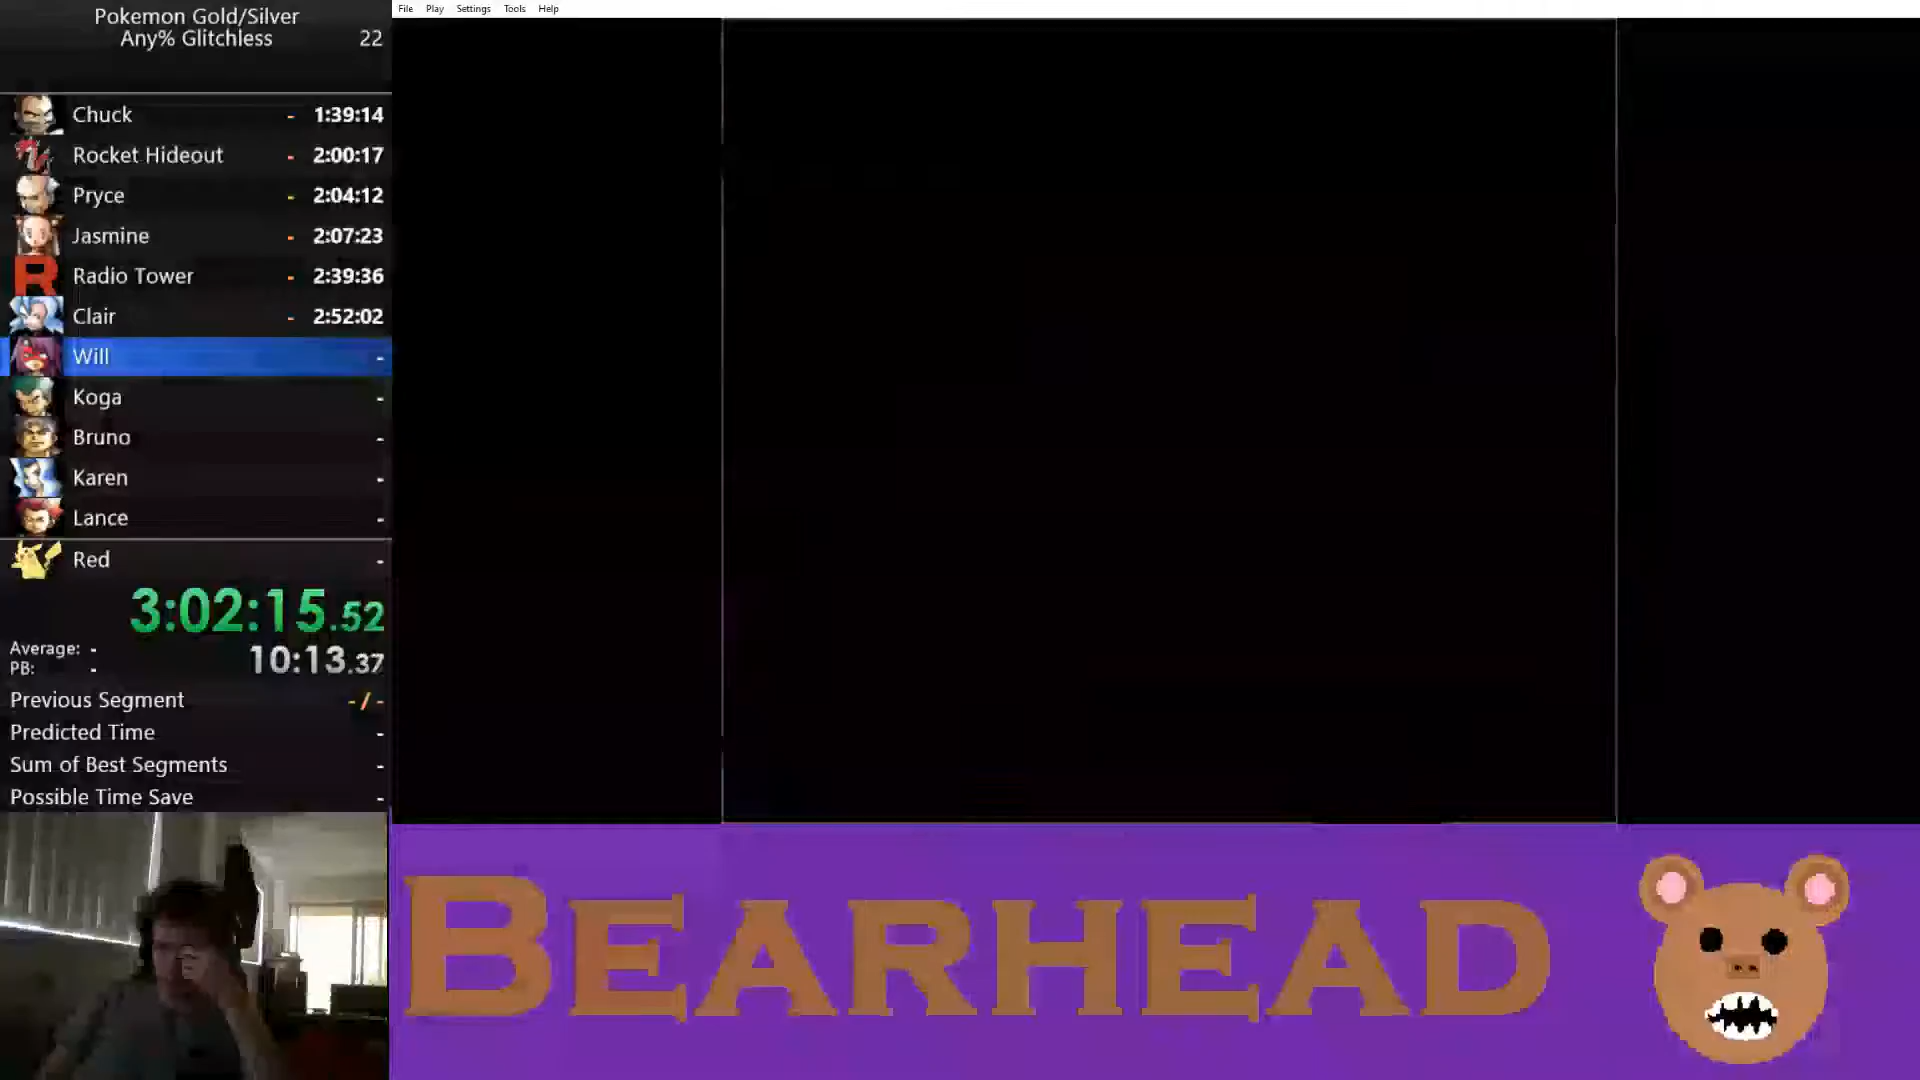 File Play Settings Tools Help
Pokemon Gold/Silver
Any% Glitchless 22
Chuck - 1:39:14
Rocket Hideout - 2:00:17
Pryce - 2:04:12
Jasmine - 2:07:23
R Radio Tower - 2:39:36
Clair - 2:52:02
Will -
Koga -
Bruno -
Karen -
Lance -
Red -
3:02:15.52
Average: -
PB: - 10:13.37
Previous Segment - / -
Predicted Time -
Sum of Best Segments -
Possible Time Save -
BEARHEAD